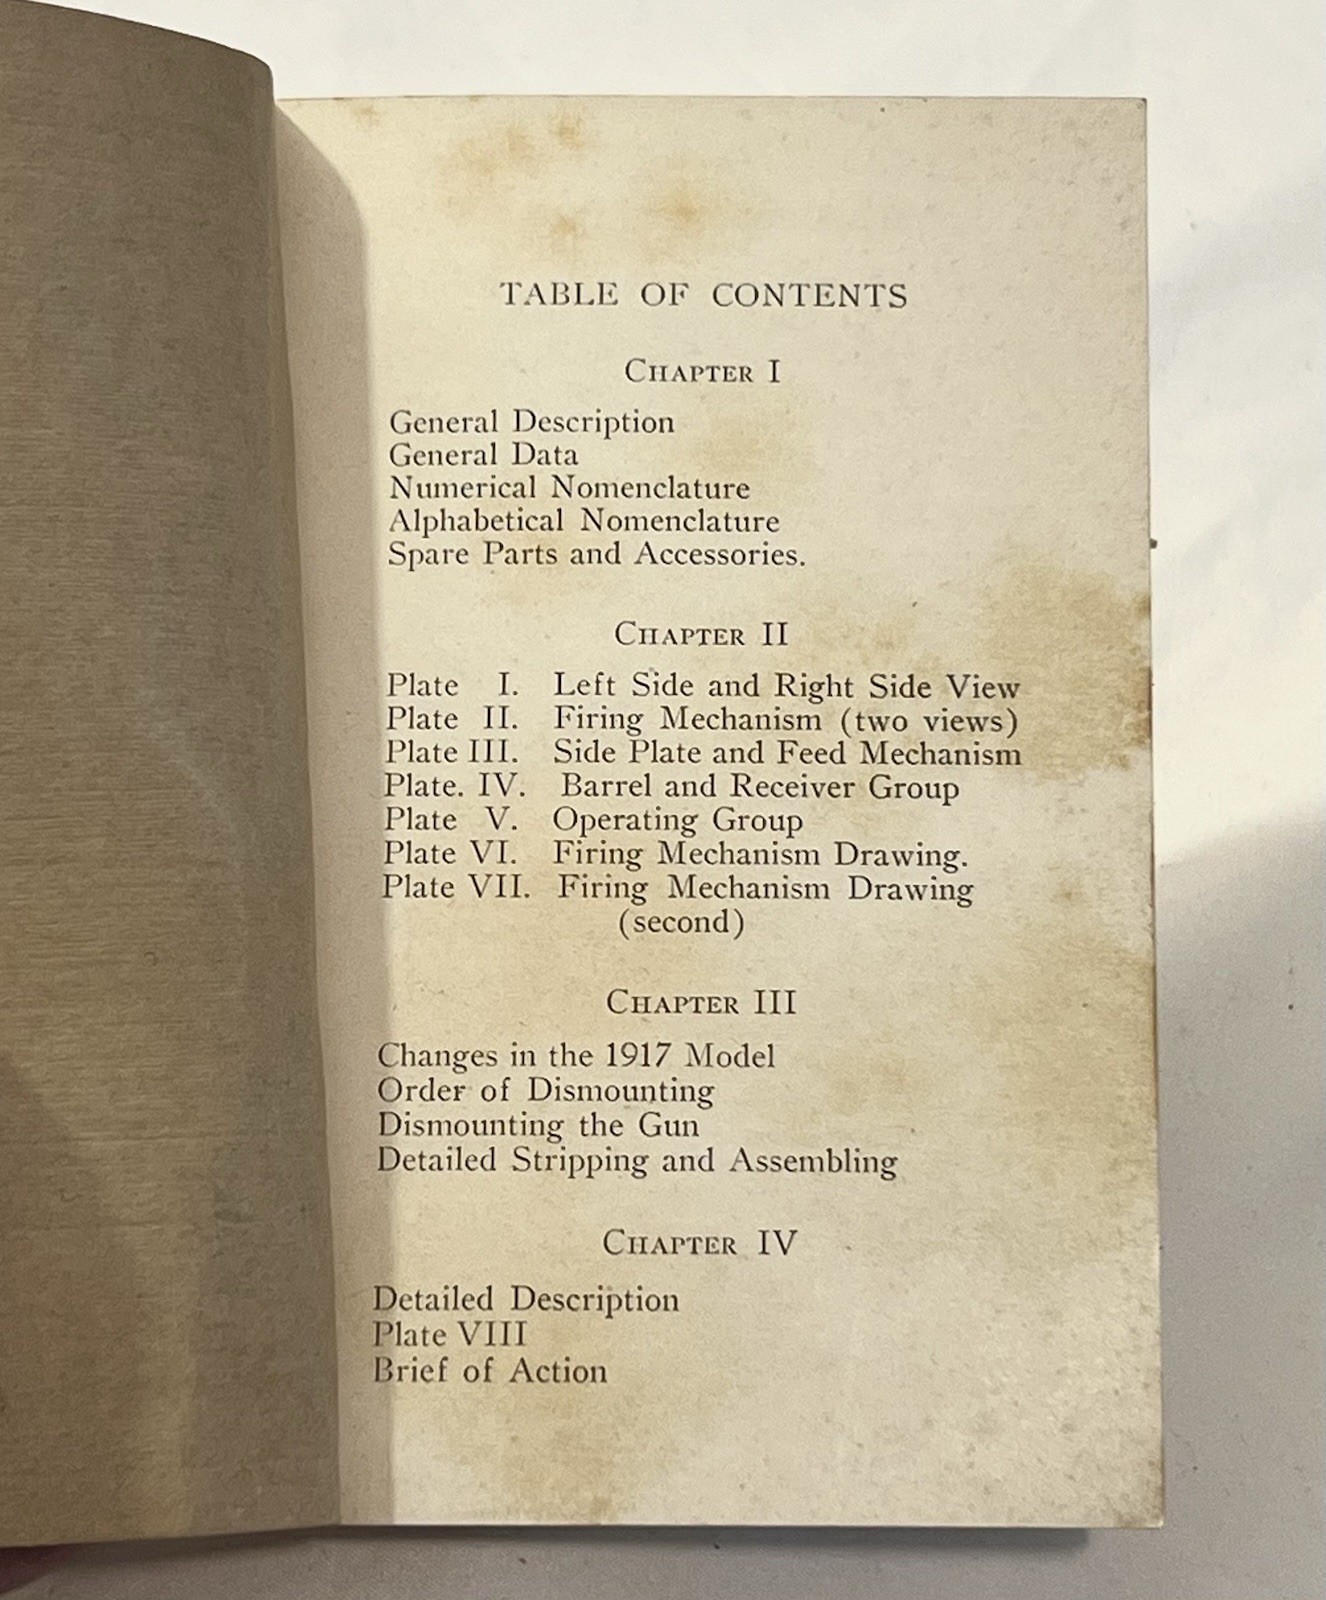 TABLE OF CONTENTS
CHAPTER I
General Description
General Data
Numerical Nomenclature
Alphabetical Nomenclature
Spare Parts and Accessories.
CHAPTER II
Plate I. Left Side and Right Side View
Plate II. Firing Mechanism (two views)
Plate III. Side Plate and Feed Mechanism
Plate. IV. Barrel and Receiver Group
Plate V. Operating Group
Plate VI. Firing Mechanism Drawing.
Plate VII. Firing Mechanism Drawing
(second)
CHAPTER III
Changes in the 1917 Model
Order of Dismounting
Dismounting the Gun
Detailed Stripping and Assembling
CHAPTER IV
Detailed Description
Plate VIII
Brief of Action